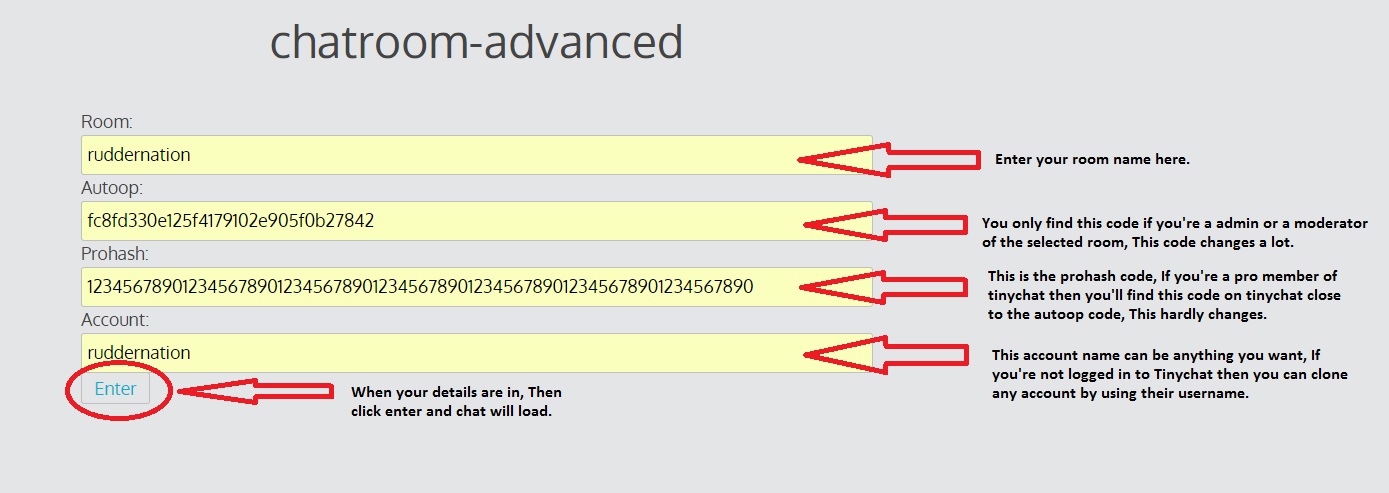 chatroom-advanced
Room:
ruddernation
Enter your room name here.
Autoop:
fc8fd330e125f4179102e905f0b27842
You only find this code if you're a admin or a moderator
of the selected room, This code changes a lot.
Prohash:
1234567890123456789012345678901234567890123456789012345678901234567890
This is the prohash code, If you're a pro member of
tinychat then you'll find this code on tinychat close
to the autoop code, This hardly changes.
Account:
ruddernation
This account name can be anything you want, If
you're not logged in to Tinychat then you can clone
any account by using their username.
Enter
When your details are in, Then
click enter and chat will load.